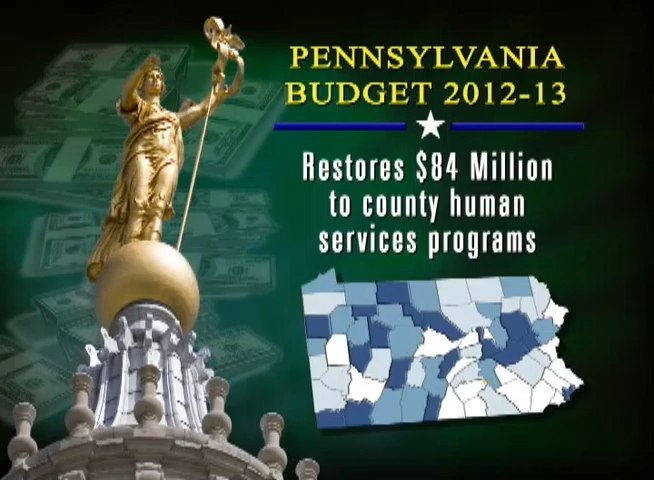 PENNSYLVANIA
BUDGET 2012-13
Restores $84 Million
to county human
services programs